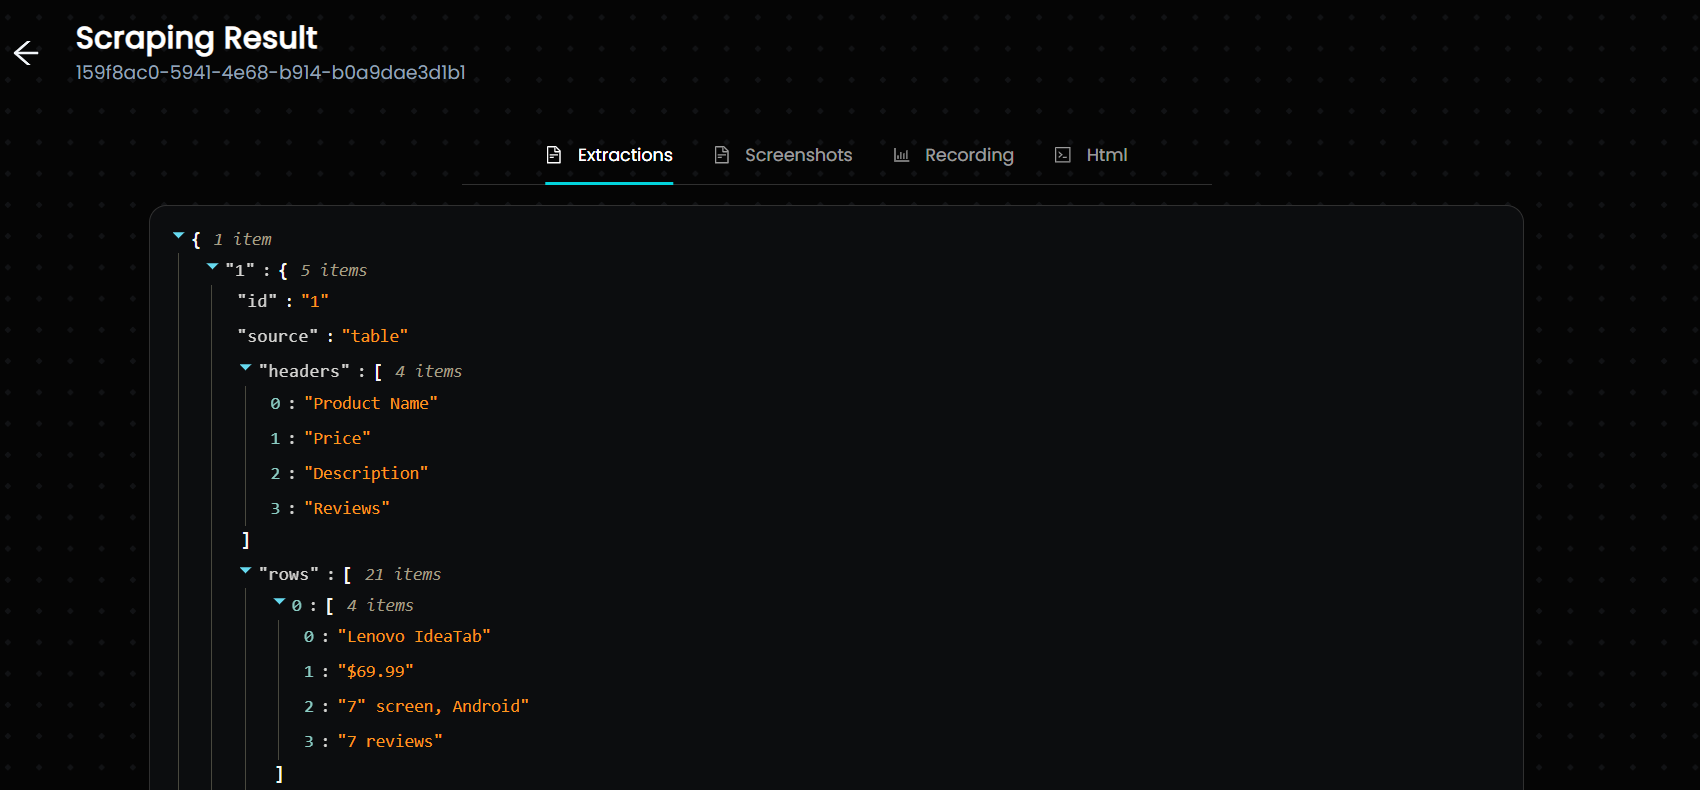 Scraping Result
159f8ac0-5941-4e68-b914-b0a9dae3d1b1
Extractions Screenshots Recording Html
{ 1 item
"1" : { 5 items
"id" : "1"
"source" : "table"
"headers" : [ 4 items
0 : "Product Name"
1 : "Price"
2 : "Description"
3 : "Reviews"
]
"rows" : [ 21 items
0 : [ 4 items
0 : "Lenovo IdeaTab"
1 : "$69.99"
2 : "7" screen, Android"
3 : "7 reviews"
]